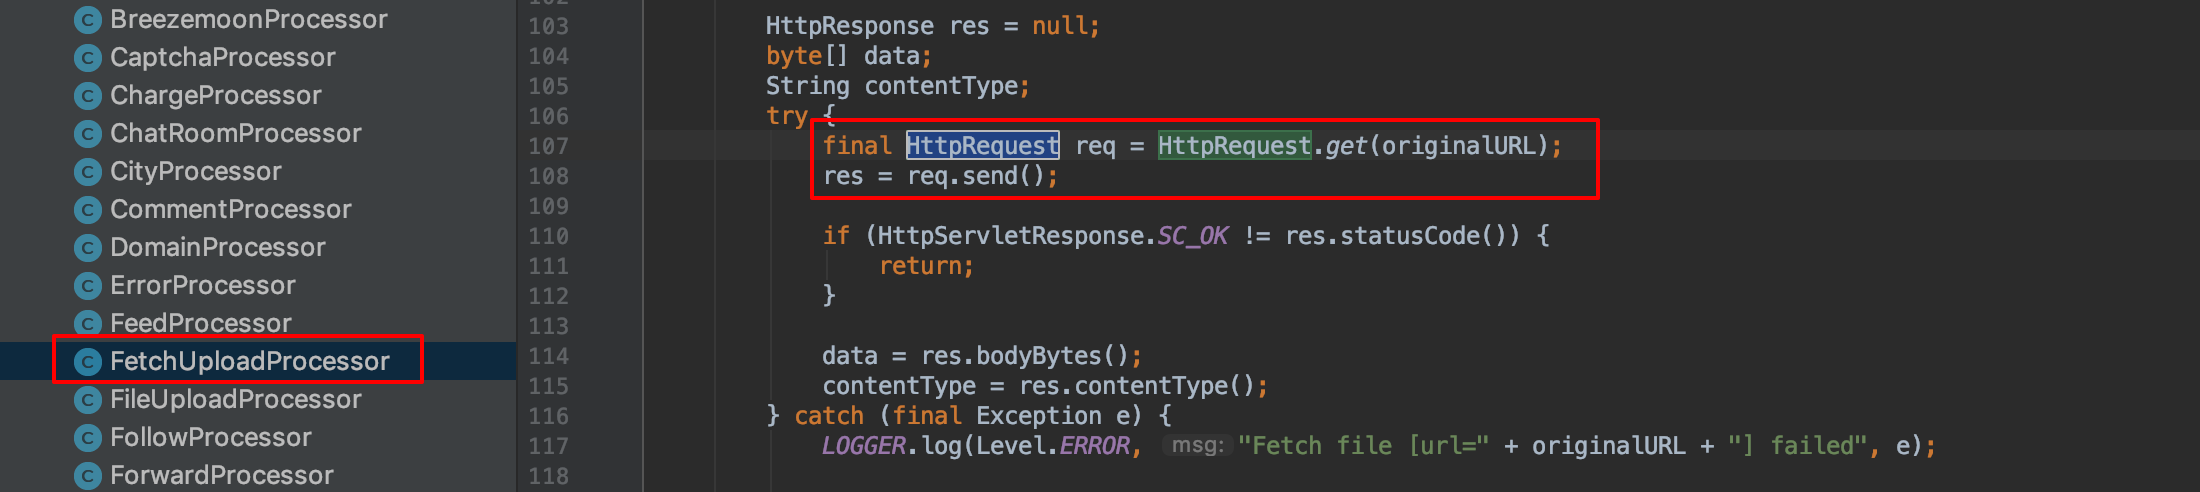 BreezemoonProcessor
CaptchaProcessor
ChargeProcessor
ChatRoomProcessor
CityProcessor
CommentProcessor
DomainProcessor
ErrorProcessor
FeedProcessor
FetchUploadProcessor
FileUploadProcessor
FollowProcessor
ForwardProcessor
103 HttpResponse res = null;
104 byte[] data;
105 String contentType;
106 try {
107 final HttpRequest req = HttpRequest.get(originalURL);
108 res = req.send();
109
110 if (HttpServletResponse.SC_OK != res.statusCode()) {
111 return;
112 }
113
114 data = res.bodyBytes();
115 contentType = res.contentType();
116 } catch (final Exception e) {
117 LOGGER.log(Level.ERROR, msg: "Fetch file [url=" + originalURL + "] failed", e);
118